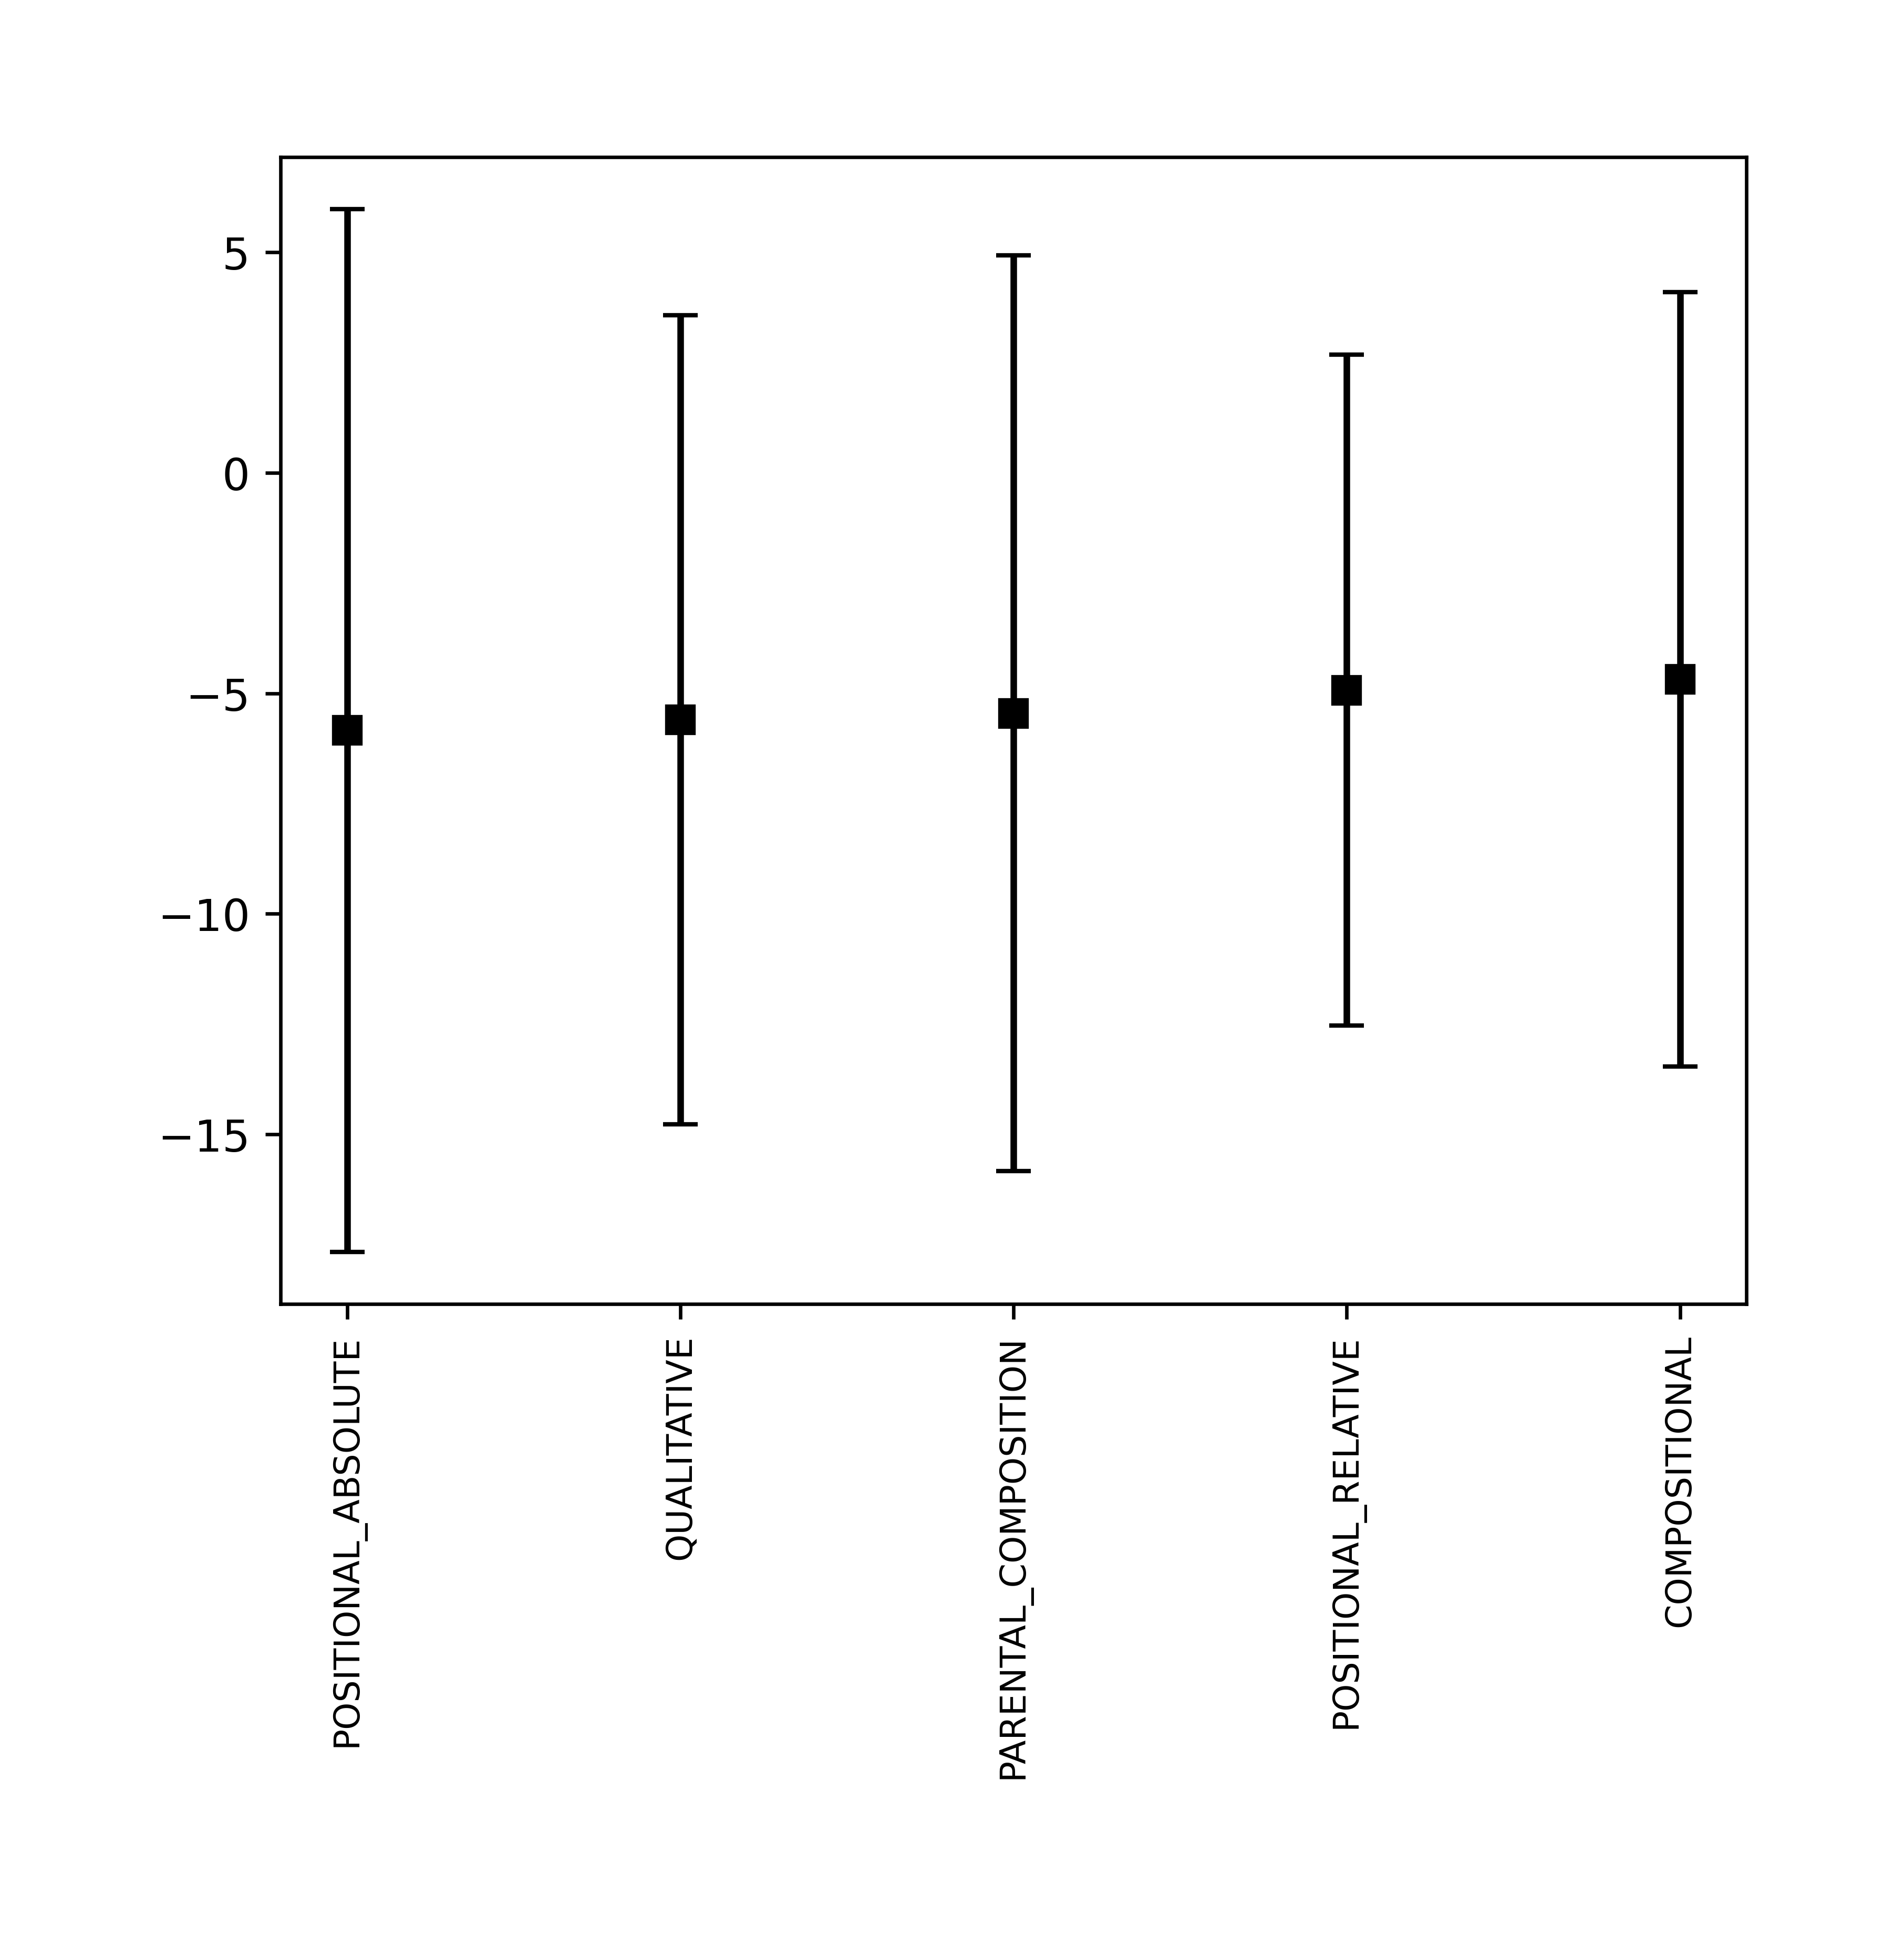 5
0
−5
−10
−15
POSITIONAL_ABSOLUTE
QUALITATIVE
PARENTAL_COMPOSITION
POSITIONAL_RELATIVE
COMPOSITIONAL